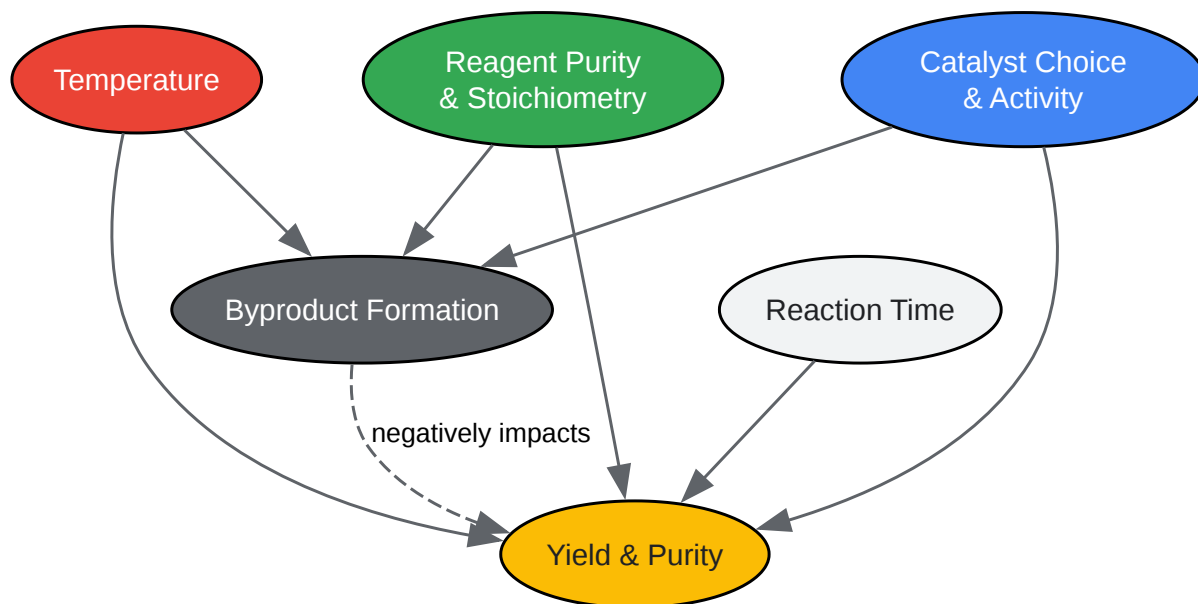 Temperature
Reagent Purity
& Stoichiometry
Catalyst Choice
& Activity
Byproduct Formation
Reaction Time
negatively impacts
Yield & Purity